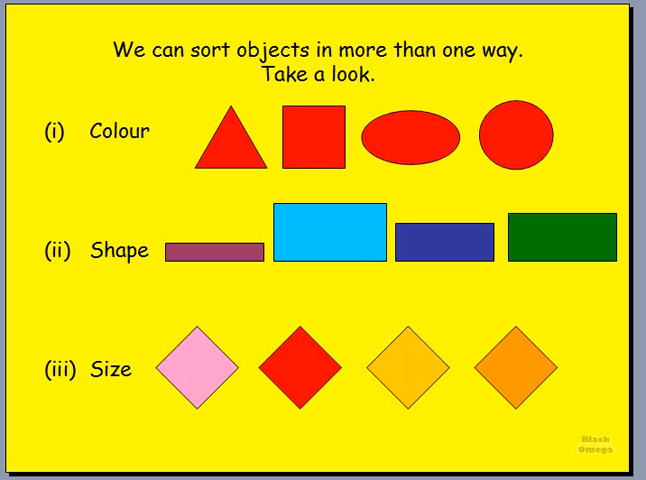 We can sort objects in more than one way.
Take a look.
(i) Colour
(ii) Shape
(iii) Size
Black
Omega